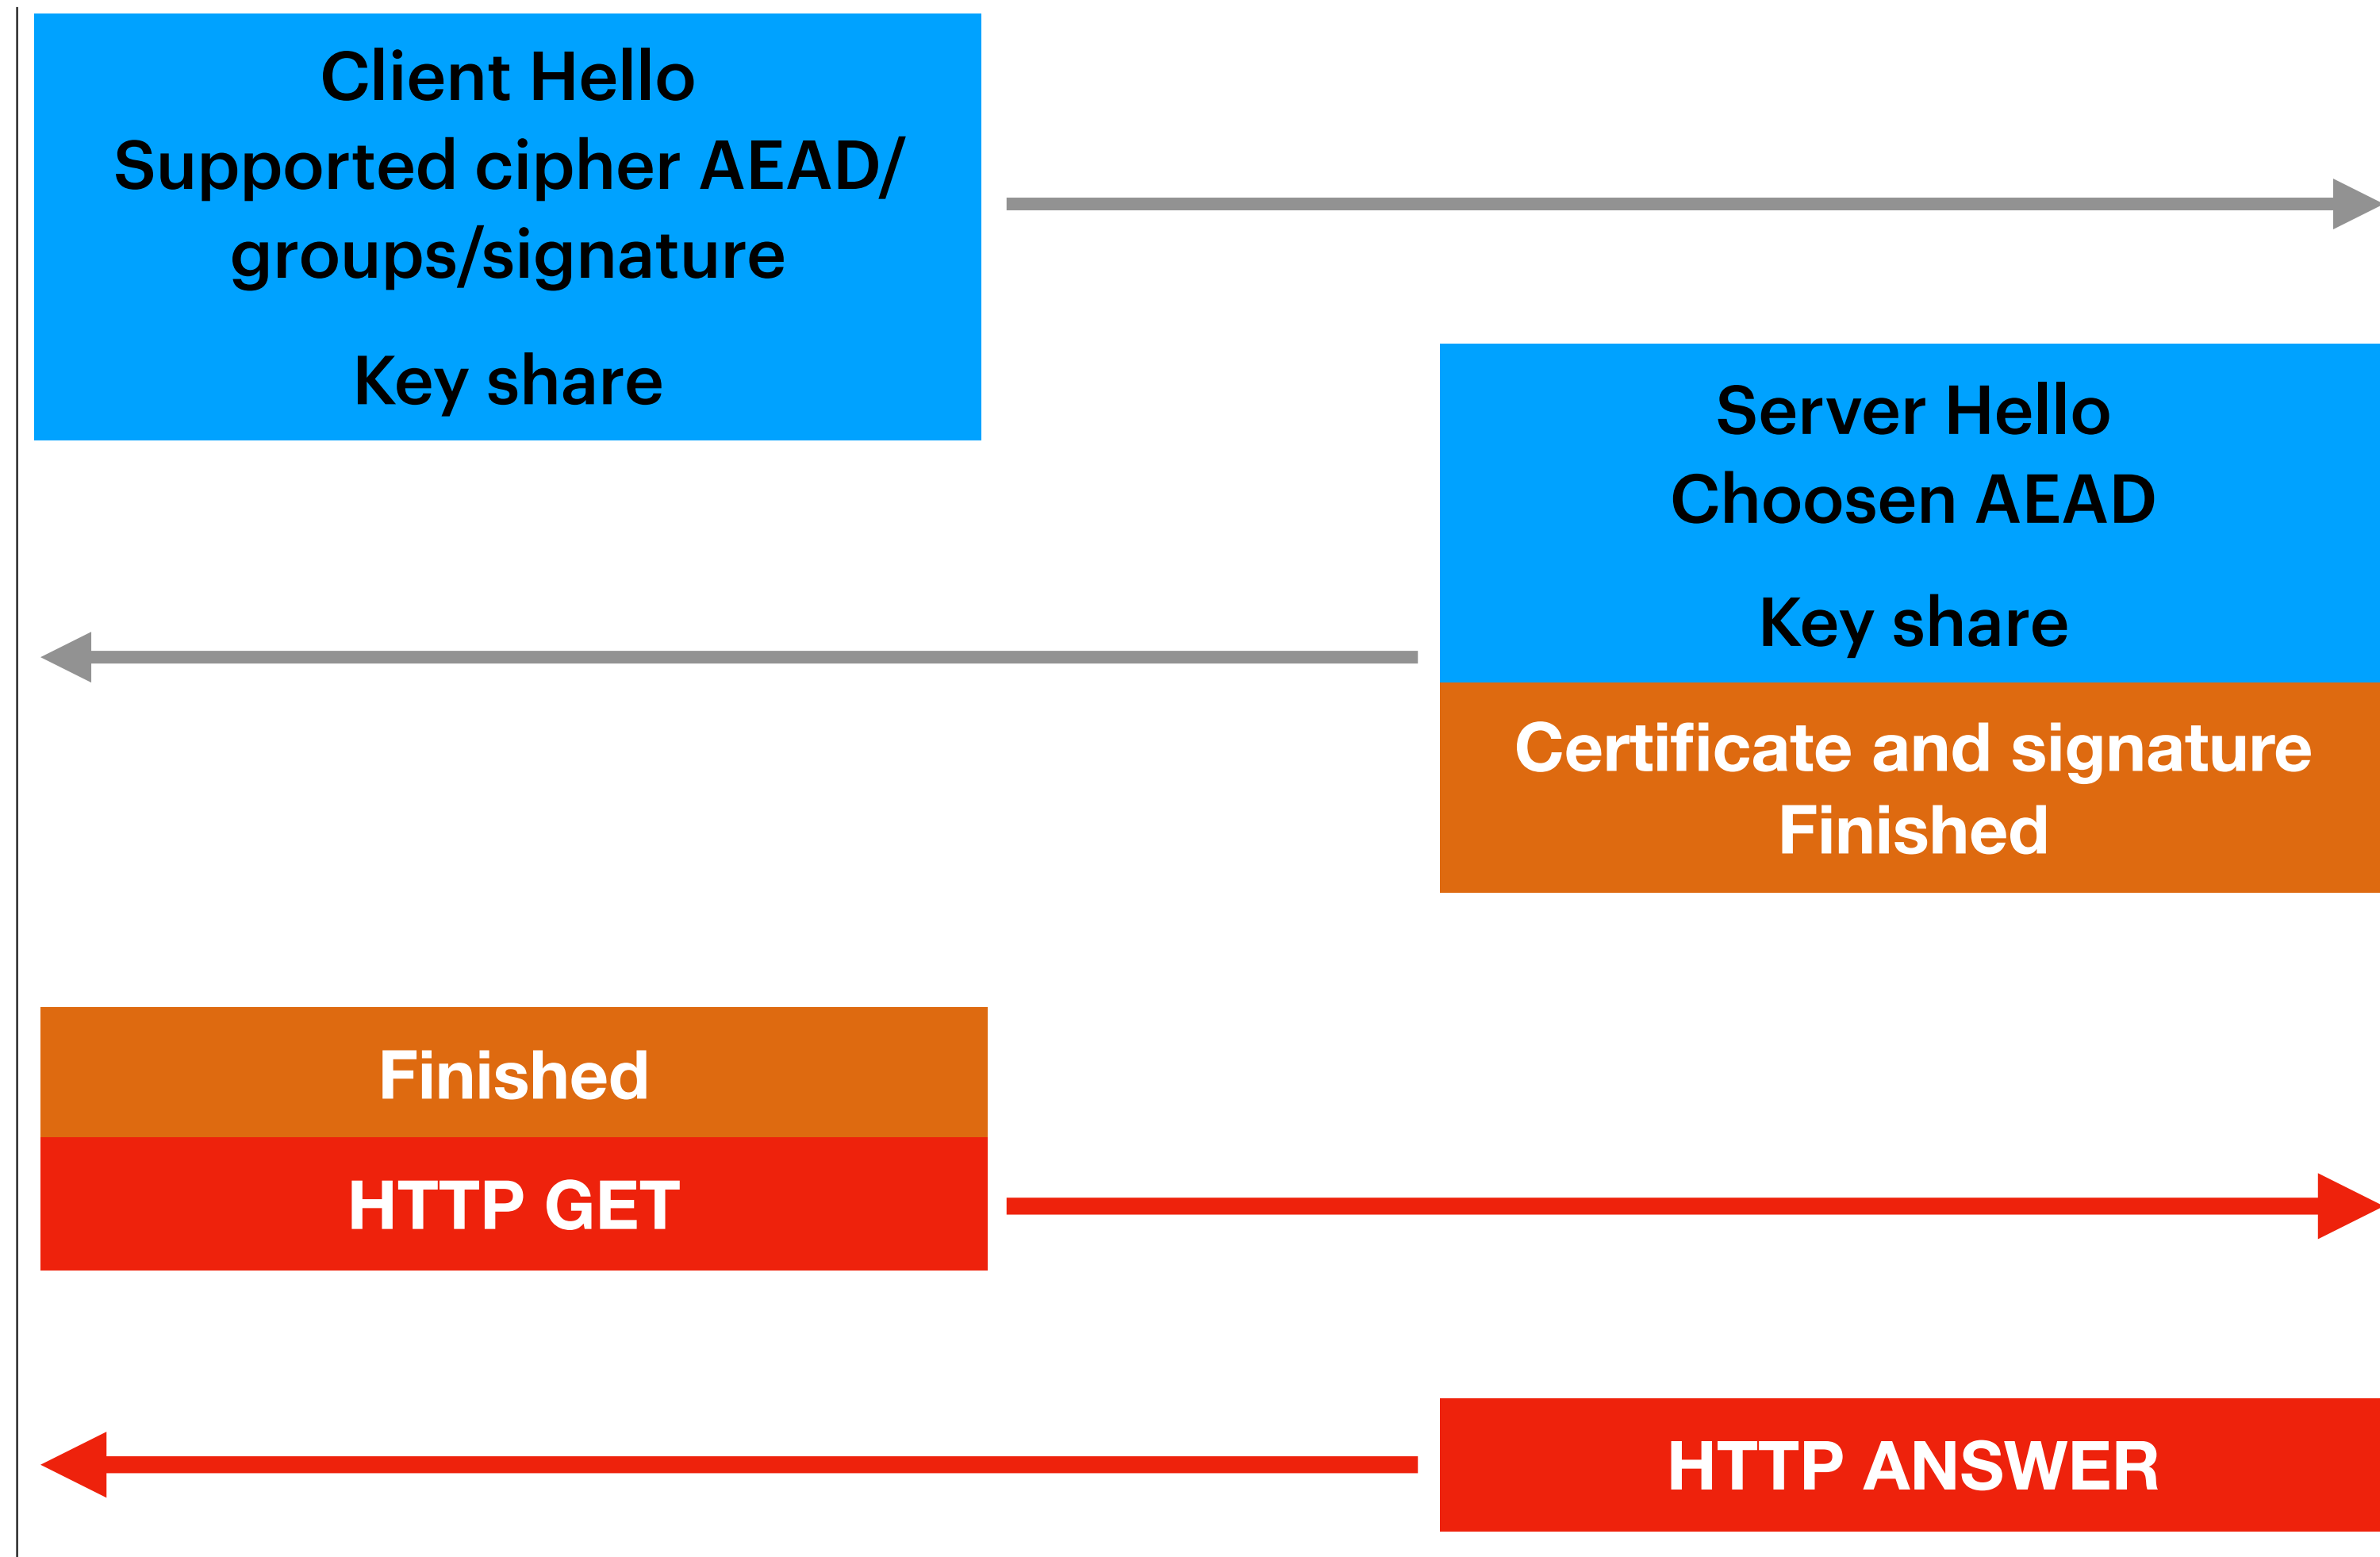 Client Hello
Supported cipher AEAD/
groups/signature
Key share
Server Hello
Choosen AEAD
Key share
Certificate and signature
Finished
Finished
HTTP GET
HTTP ANSWER